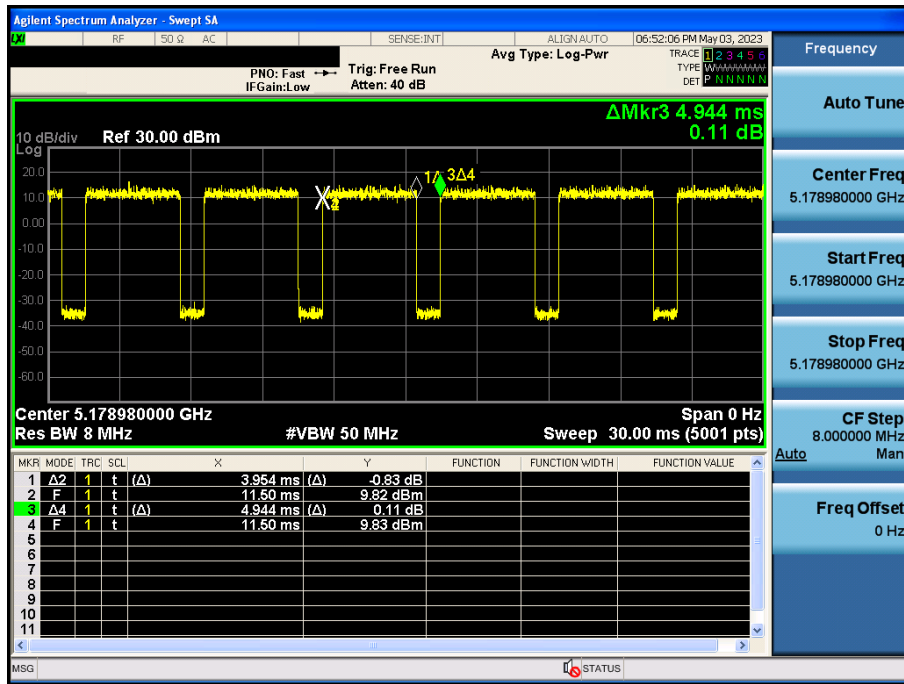 Agilent Spectrum Analyzer - Swept SA
LXI RF 50 Ω AC SENSE:INT ALIGN AUTO 06:52:06 PM May 03, 2023
Frequency
Avg Type: Log-Pwr
TRACE 1 2 3 4 5 6
PNO: Fast Trig: Free Run
TYPE WWWWWW
IFGain:Low Atten: 40 dB
DET P N N N N N
Auto Tune
ΔMkr3 4.944 ms
0.11 dB
10 dB/div Ref 30.00 dBm
Log
20.0
10.0
0.00
-10.0
-20.0
-30.0
-40.0
-50.0
-60.0
3Δ4
Center Freq
5.178980000 GHz
Start Freq
5.178980000 GHz
Stop Freq
5.178980000 GHz
Center 5.178980000 GHz Span 0 Hz
Res BW 8 MHz #VBW 50 MHz Sweep 30.00 ms (5001 pts)
CF Step
8.000000 MHz
Auto Man
MKR MODE TRC SCL X Y FUNCTION FUNCTION WIDTH FUNCTION VALUE
1 Δ2 1 t (Δ) 3.954 ms (Δ) -0.83 dB
2 F 1 t 11.50 ms 9.82 dBm
3 Δ4 1 t (Δ) 4.944 ms (Δ) 0.11 dB
4 F 1 t 11.50 ms 9.83 dBm
5
6
7
8
9
10
11
Freq Offset
0 Hz
MSG STATUS